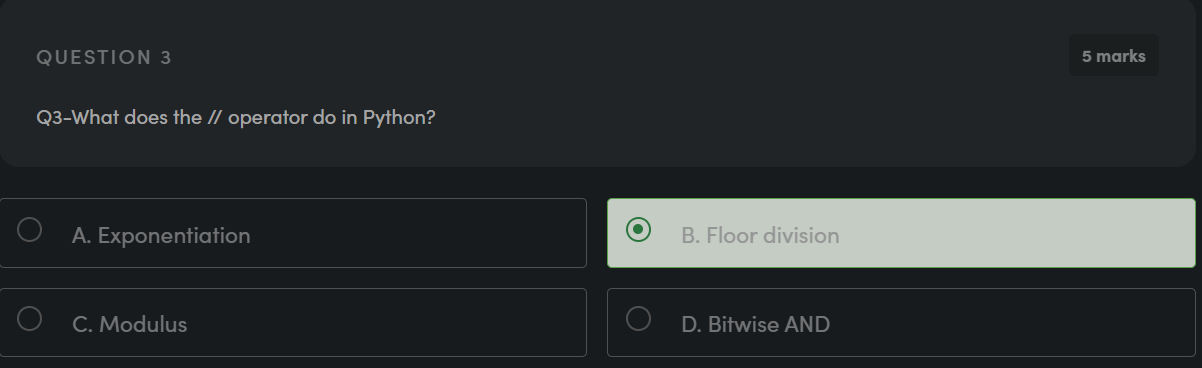 QUESTION 3
5 marks
Q3-What does the // operator do in Python?
A. Exponentiation
B. Floor division
C. Modulus
D. Bitwise AND